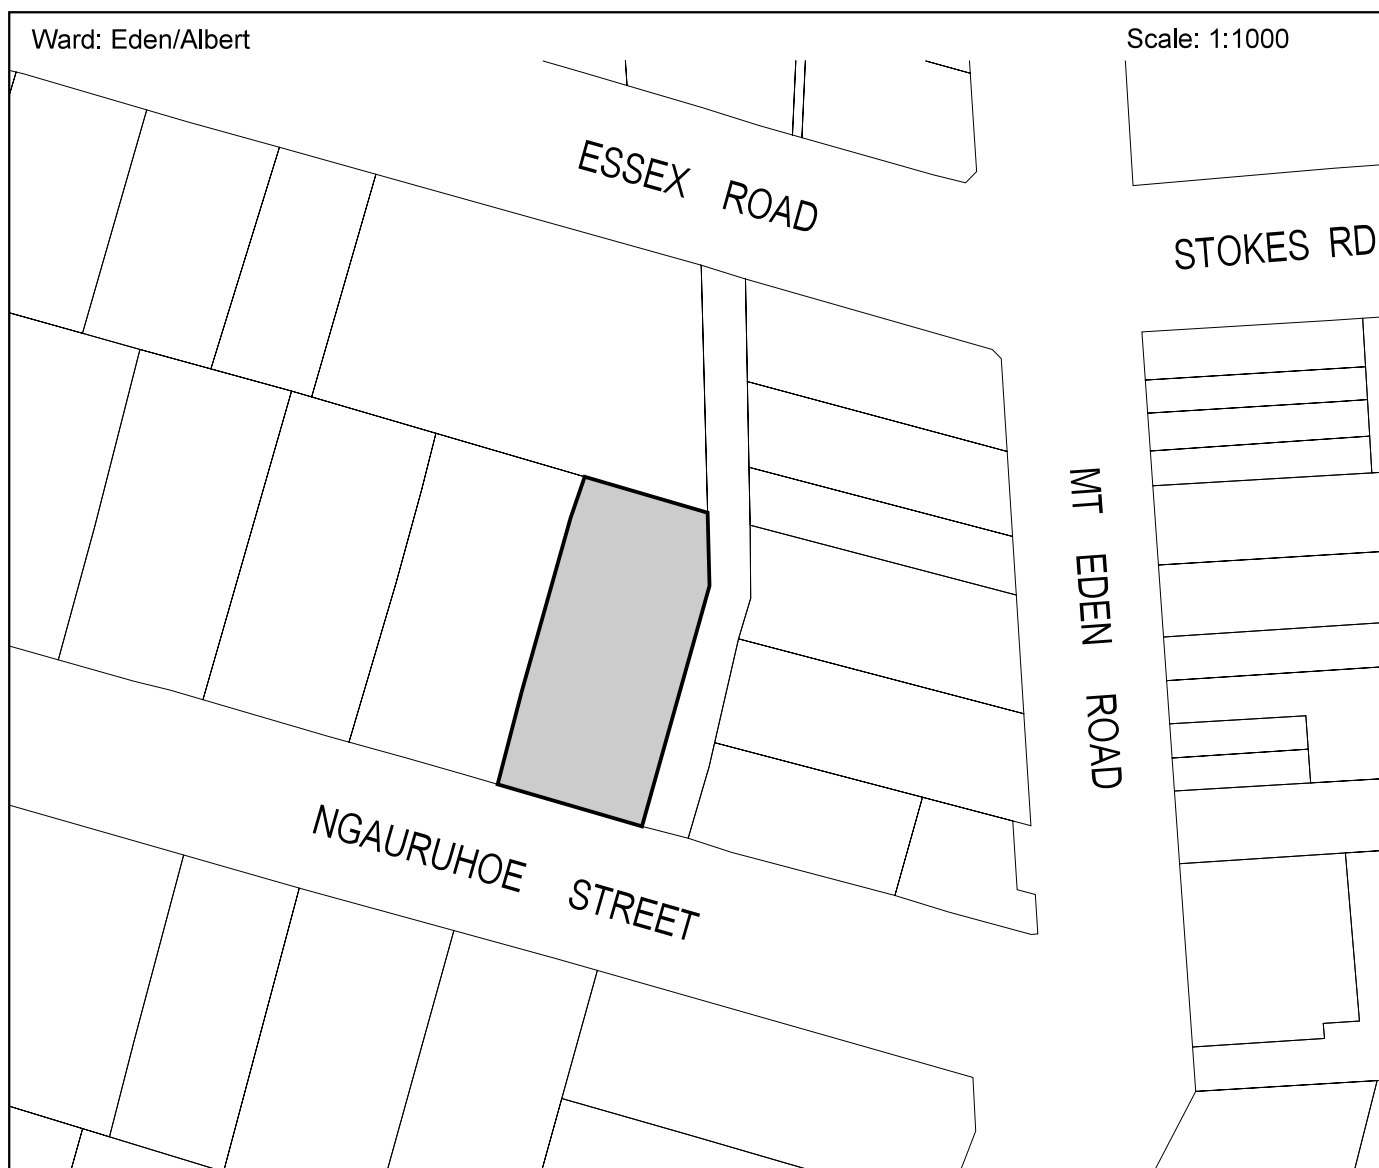 Ward: Eden/Albert
Scale: 1:1000
ESSEX ROAD
STOKES RD
MT EDEN ROAD
NGAURUHOE STREET